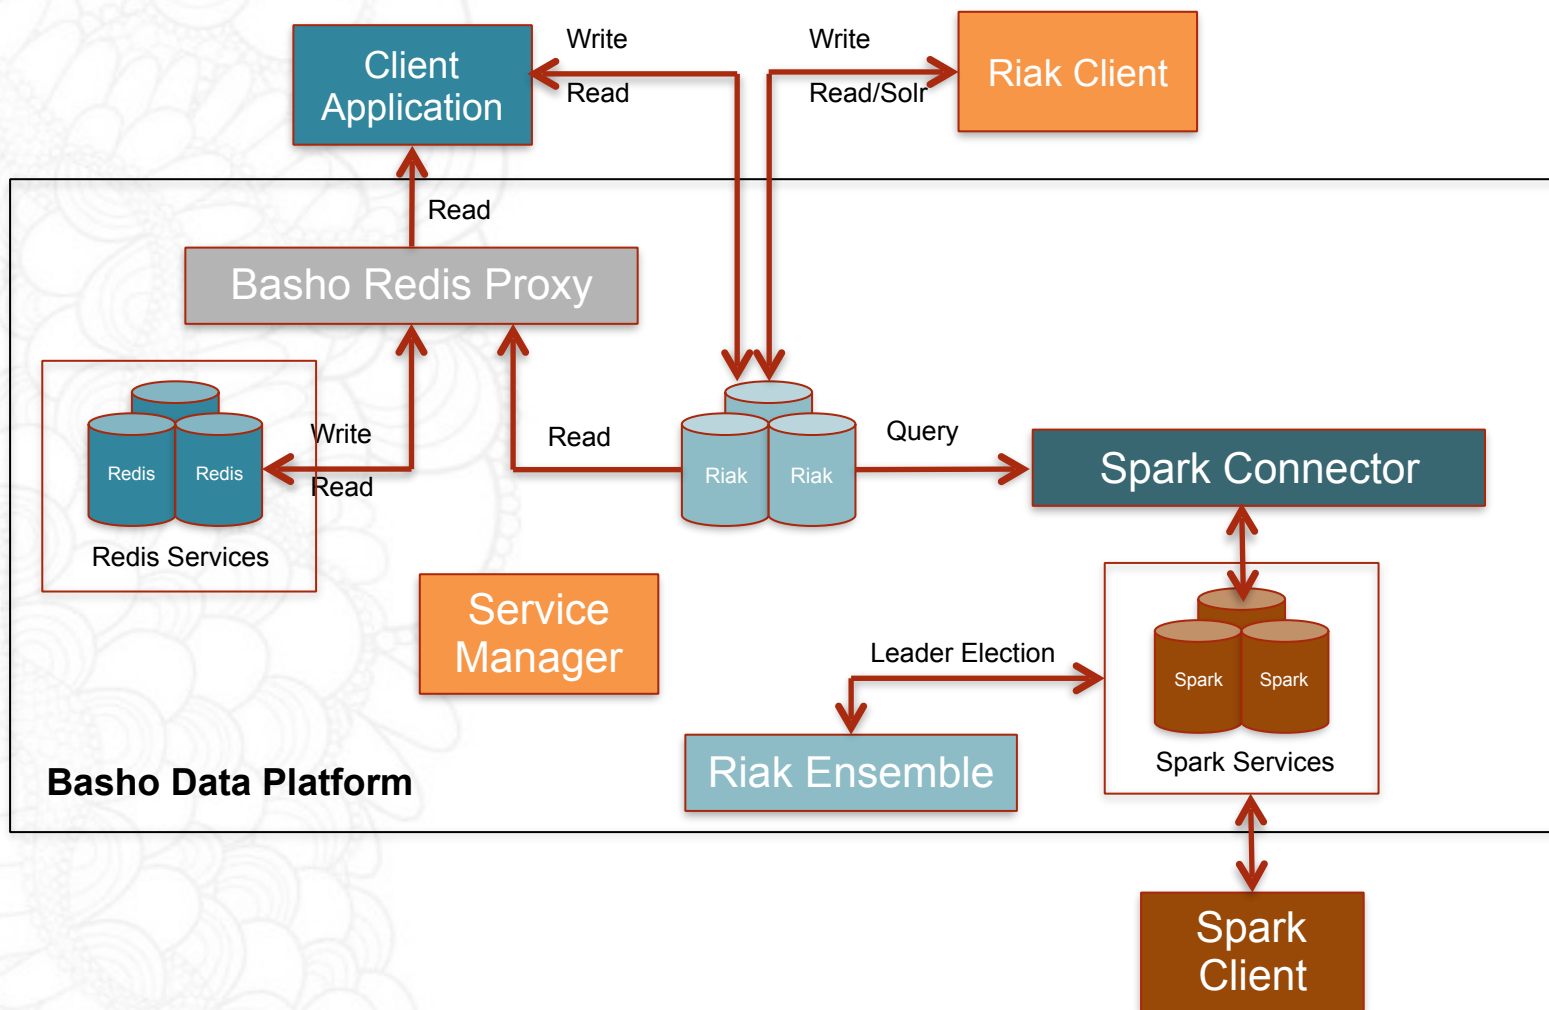 Client
Application
Write
Read
Write
Read/Solr
Riak Client
Read
Basho Redis Proxy
Redis
Redis
Redis Services
Write
Read
Read
Riak
Riak
Query
Spark Connector
Service
Manager
Leader Election
Riak Ensemble
Spark
Spark
Spark Services
Basho Data Platform
Spark
Client